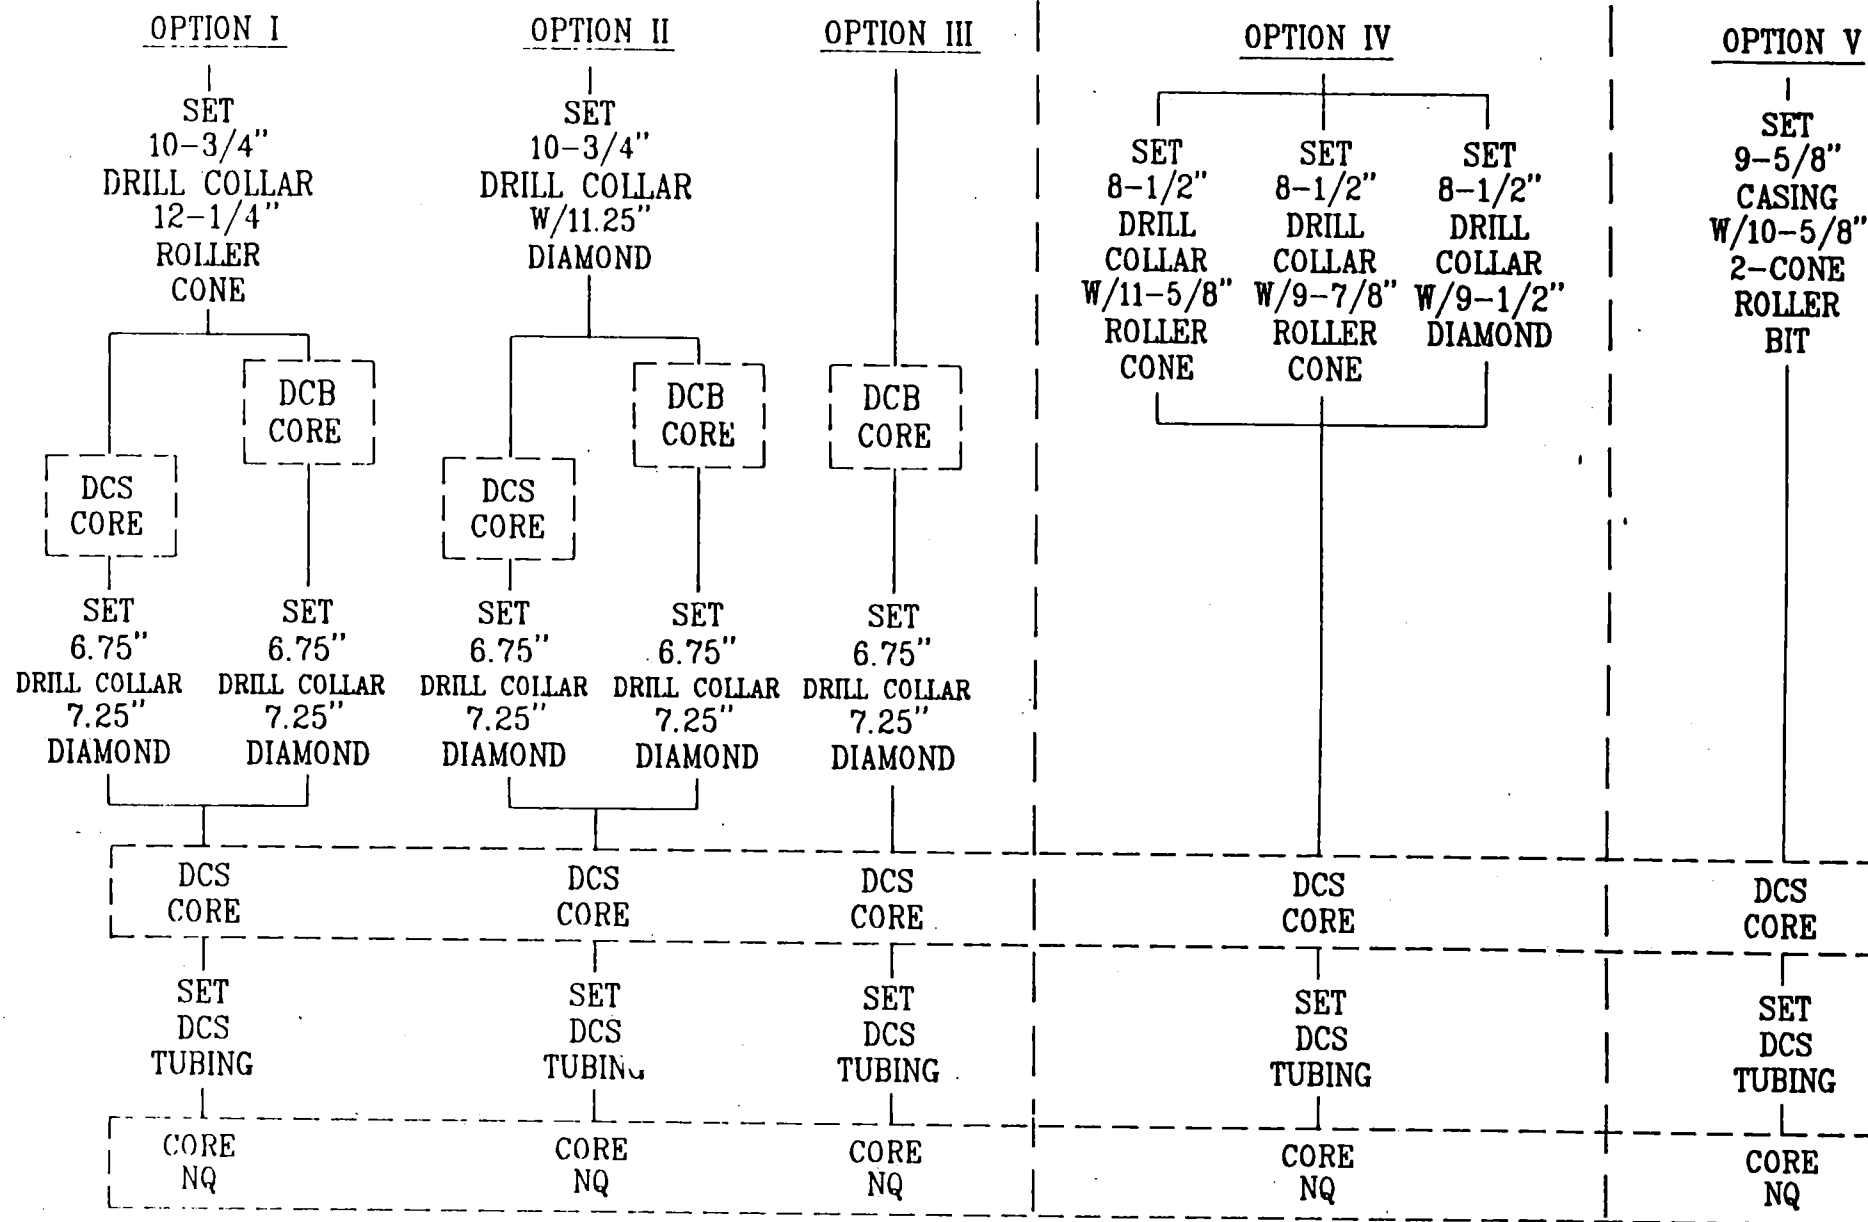 OPTION I
SET
10-3/4"
DRILL COLLAR
12-1/4"
ROLLER
CONE
DCB
CORE
DCS
CORE
SET
6.75"
DRILL COLLAR
7.25"
DIAMOND
SET
6.75"
DRILL COLLAR
7.25"
DIAMOND
DCS
CORE
SET
DCS
TUBING
CORE
NQ
OPTION II
SET
10-3/4"
DRILL COLLAR
W/11.25"
DIAMOND
DCB
CORE
DCS
CORE
SET
6.75"
DRILL COLLAR
7.25"
DIAMOND
SET
6.75"
DRILL COLLAR
7.25"
DIAMOND
DCS
CORE
SET
DCS
TUBING
CORE
NQ
OPTION III
DCB
CORE
SET
6.75"
DRILL COLLAR
7.25"
DIAMOND
DCS
CORE
SET
DCS
TUBING
CORE
NQ
OPTION IV
SET
8-1/2"
DRILL
COLLAR
W/11-5/8"
ROLLER
CONE
SET
8-1/2"
DRILL
COLLAR
W/9-7/8"
ROLLER
CONE
SET
8-1/2"
DRILL
COLLAR
W/9-1/2"
DIAMOND
DCS
CORE
SET
DCS
TUBING
CORE
NQ
OPTION V
SET
9-5/8"
CASING
W/10-5/8"
2-CONE
ROLLER
BIT
DCS
CORE
SET
DCS
TUBING
CORE
NQ